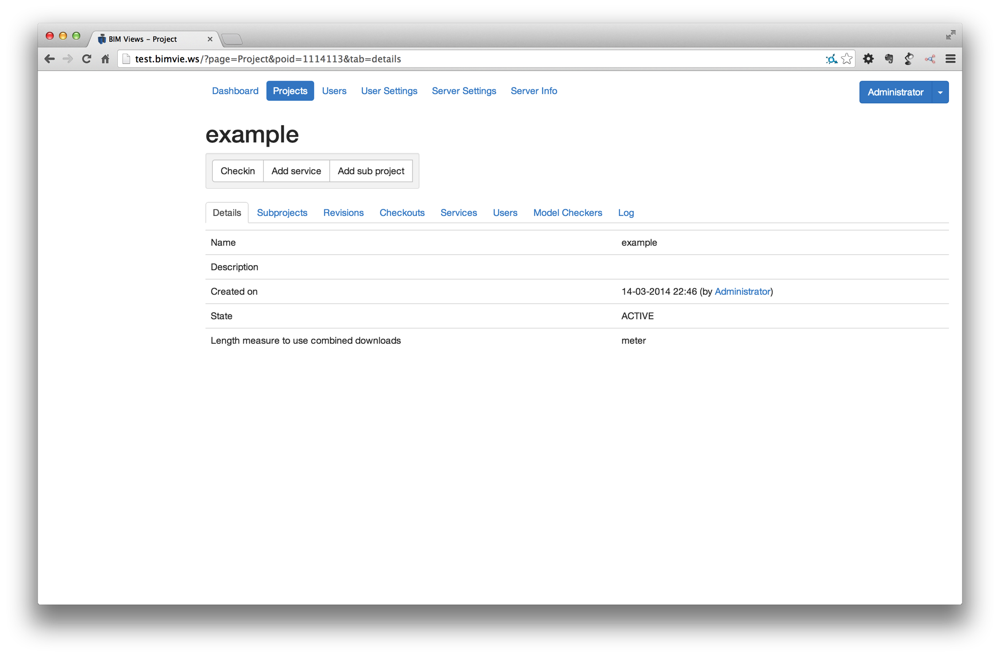 BIM Views – Project
test.bimvie.ws/?page=Project&poid=1114113&tab=details
Dashboard Projects Users User Settings Server Settings Server Info Administrator
example
Checkin Add service Add sub project
Details Subprojects Revisions Checkouts Services Users Model Checkers Log
Name example
Description
Created on 14-03-2014 22:46 (by Administrator)
State ACTIVE
Length measure to use combined downloads meter